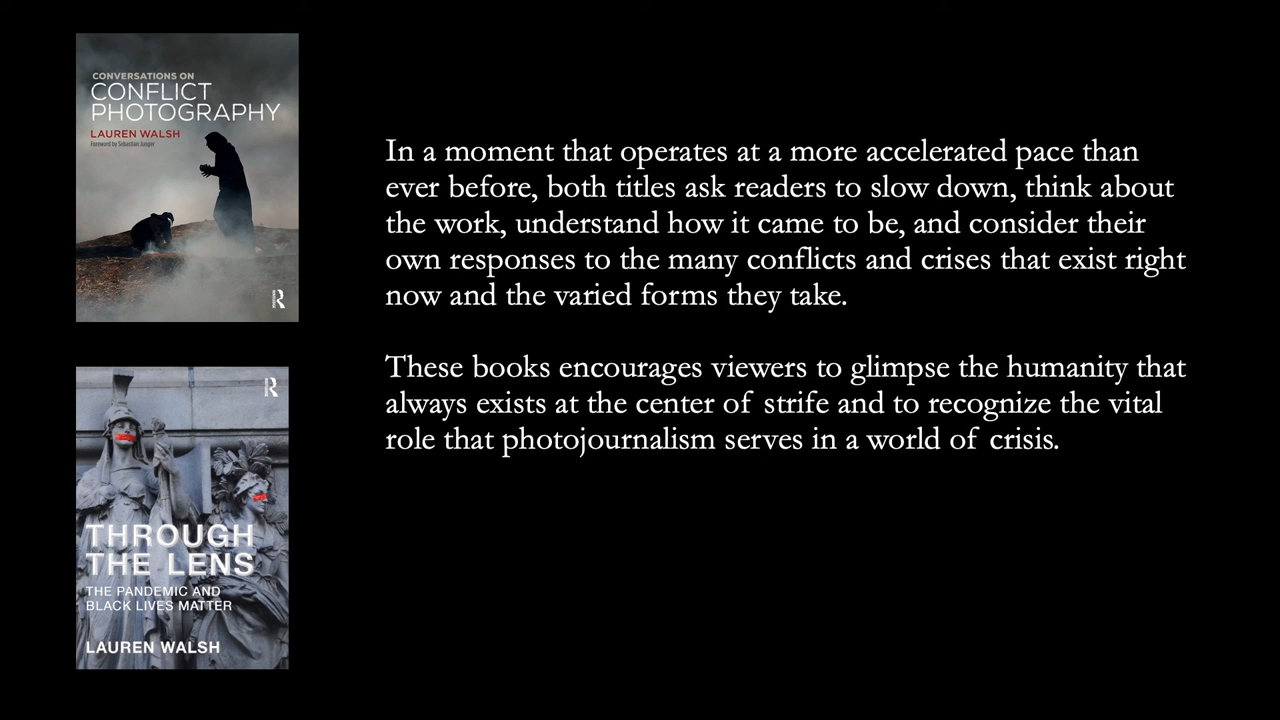 CONVERSATIONS ON
CONFLICT
PHOTOGRAPHY
LAUREN WALSH
Foreword by Sebastian Junger
R
In a moment that operates at a more accelerated pace than
ever before, both titles ask readers to slow down, think about
the work, understand how it came to be, and consider their
own responses to the many conflicts and crises that exist right
now and the varied forms they take.
These books encourages viewers to glimpse the humanity that
always exists at the center of strife and to recognize the vital
role that photojournalism serves in a world of crisis.
R
THROUGH
THE LENS
THE PANDEMIC AND
BLACK LIVES MATTER
LAUREN WALSH